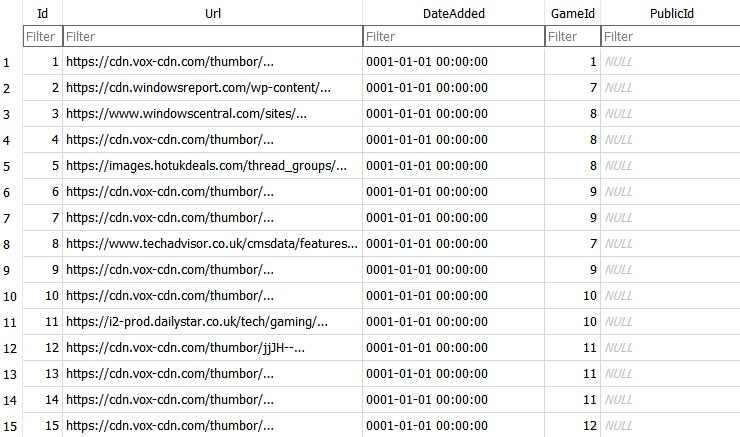 Id Url DateAdded GameId PublicId
Filter Filter Filter Filter Filter
1 1 https://cdn.vox-cdn.com/thumbor/... 0001-01-01 00:00:00 1 NULL
2 2 https://cdn.windowsreport.com/wp-content/... 0001-01-01 00:00:00 7 NULL
3 3 https://www.windowscentral.com/sites/... 0001-01-01 00:00:00 8 NULL
4 4 https://cdn.vox-cdn.com/thumbor/... 0001-01-01 00:00:00 8 NULL
5 5 https://images.hotukdeals.com/thread_groups/... 0001-01-01 00:00:00 8 NULL
6 6 https://cdn.vox-cdn.com/thumbor/... 0001-01-01 00:00:00 9 NULL
7 7 https://cdn.vox-cdn.com/thumbor/... 0001-01-01 00:00:00 9 NULL
8 8 https://www.techadvisor.co.uk/cmsdata/features... 0001-01-01 00:00:00 7 NULL
9 9 https://cdn.vox-cdn.com/thumbor/... 0001-01-01 00:00:00 9 NULL
10 10 https://cdn.vox-cdn.com/thumbor/... 0001-01-01 00:00:00 10 NULL
11 11 https://i2-prod.dailystar.co.uk/tech/gaming/... 0001-01-01 00:00:00 10 NULL
12 12 https://cdn.vox-cdn.com/thumbor/jjJH--... 0001-01-01 00:00:00 11 NULL
13 13 https://cdn.vox-cdn.com/thumbor/... 0001-01-01 00:00:00 11 NULL
14 14 https://cdn.vox-cdn.com/thumbor/... 0001-01-01 00:00:00 11 NULL
15 15 https://cdn.vox-cdn.com/thumbor/... 0001-01-01 00:00:00 12 NULL